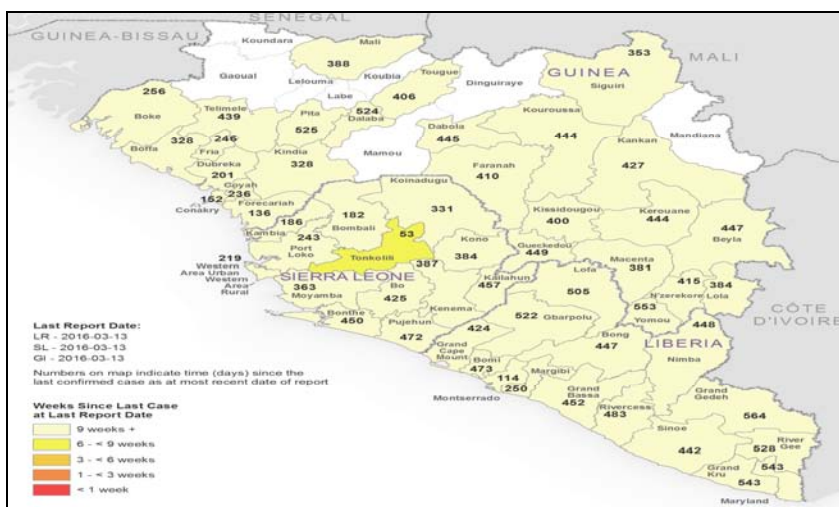 SENEGAL
GUINEA-BISSAU
Koundara
Mali
388
MALI
353
GUINEA
Siguiri
Gaoual
Lelouma
Koubia
Labe
Tougue
406
Dinguiraye
256
Boke
Telimele
439
Pita
525
524
Dalaba
Kouroussa
444
Mandiana
328
Boffa
246
Fria
Kindia
328
Mamou
Dabola
445
Kankan
427
Dubreka
201
Coyah
236
Faranah
410
152
Conakry
Forecariah
136
Koinadugu
331
Kissidougou
400
Kerouane
444
447
Beyla
186
Kambia
182
Bombali
243
Port
Loko
53
Tonkolili
Kono
384
387
Gueckedou
449
Macenta
381
219
Western
Area Urban
Western
Area
Rural
SIERRA LEONE
363
Moyamba
Bo
425
Kailahun
457
Lofa
505
415
N'zerekore
384
Lola
Kenema
553
Yomou
CÔTE
D'IVOIRE
Bonthe
450
Pujehun
472
424
522
Gbarpolu
Bong
447
448
LIBERIA
Nimba
Grand
Cape
Mount
Bomi
473
114
250
Margibi
Montserrado
Grand
Bassa
452
Rivercess
483
Grand
Gedeh
564
Sinoe
442
River
Gee
528
Grand
Kru
543
543
Maryland
Last Report Date:
LR - 2016-03-13
SL - 2016-03-13
GI - 2016-03-13
Numbers on map indicate time (days) since the
last confirmed case as at most recent date of report
Weeks Since Last Case
at Last Report Date
9 weeks +
6 - < 9 weeks
3 - < 6 weeks
1 - < 3 weeks
< 1 week